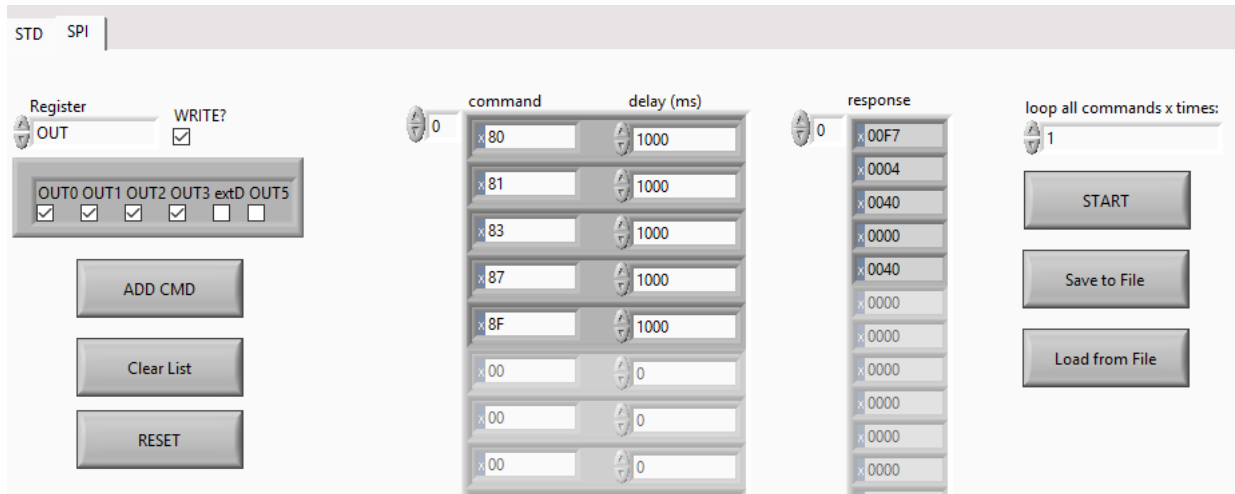 STD SPI
Register
WRITE?
OUT
OUT0 OUT1 OUT2 OUT3 extD OUT5
ADD CMD
Clear List
RESET
command delay (ms)
0
x 80 1000
x 81 1000
x 83 1000
x 87 1000
x 8F 1000
x 00 0
x 00 0
x 00 0
response
0
x 00F7
x 0004
x 0040
x 0000
x 0040
x 0000
x 0000
x 0000
x 0000
x 0000
x 0000
loop all commands x times:
1
START
Save to File
Load from File